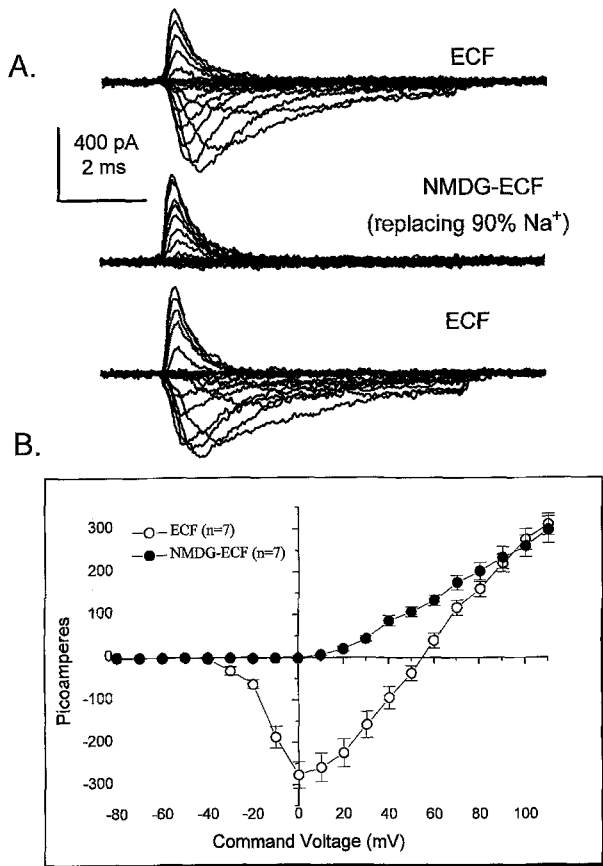 A.
ECF
400 pA
2 ms
NMDG-ECF
(replacing 90% Na⁺)
ECF
B.
ECF (n=7)
NMDG-ECF (n=7)
300
200
100
0
-100
-200
-300
Picoamperes
-80 -60 -40 -20 0 20 40 60 80 100
Command Voltage (mV)